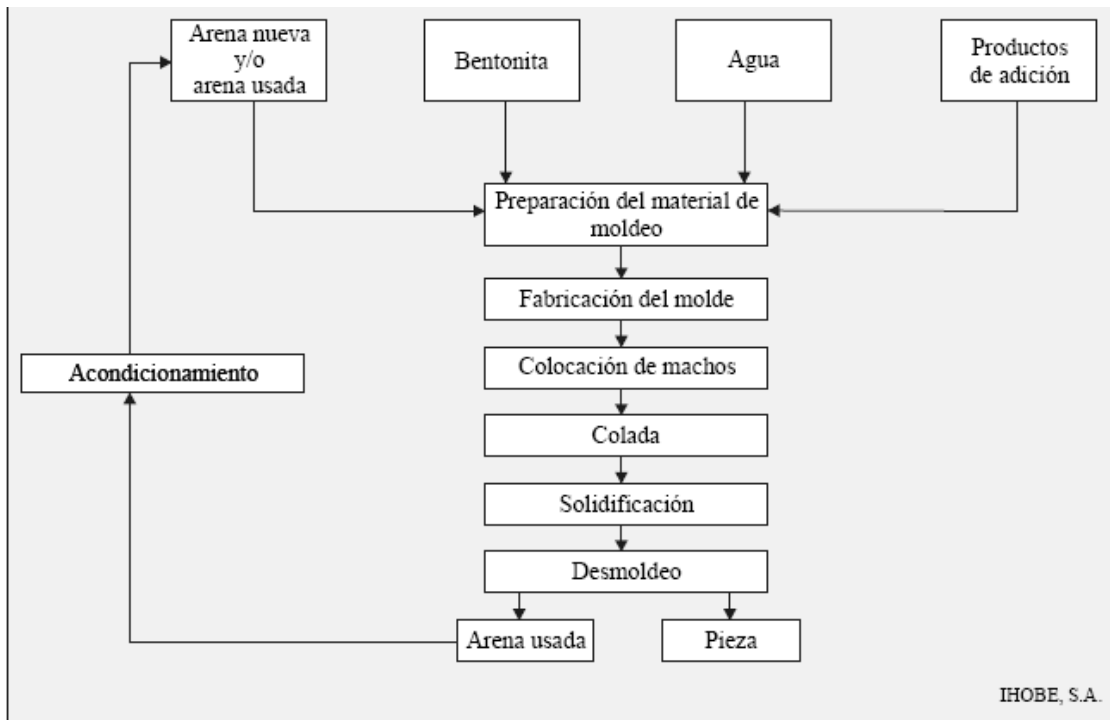 Arena nueva
y/o
arena usada
Bentonita
Agua
Productos
de adición
Preparación del material de
moldeo
Fabricación del molde
Colocación de machos
Acondicionamiento
Colada
Solidificación
Desmoldeo
Arena usada
Pieza
IHOBE, S.A.